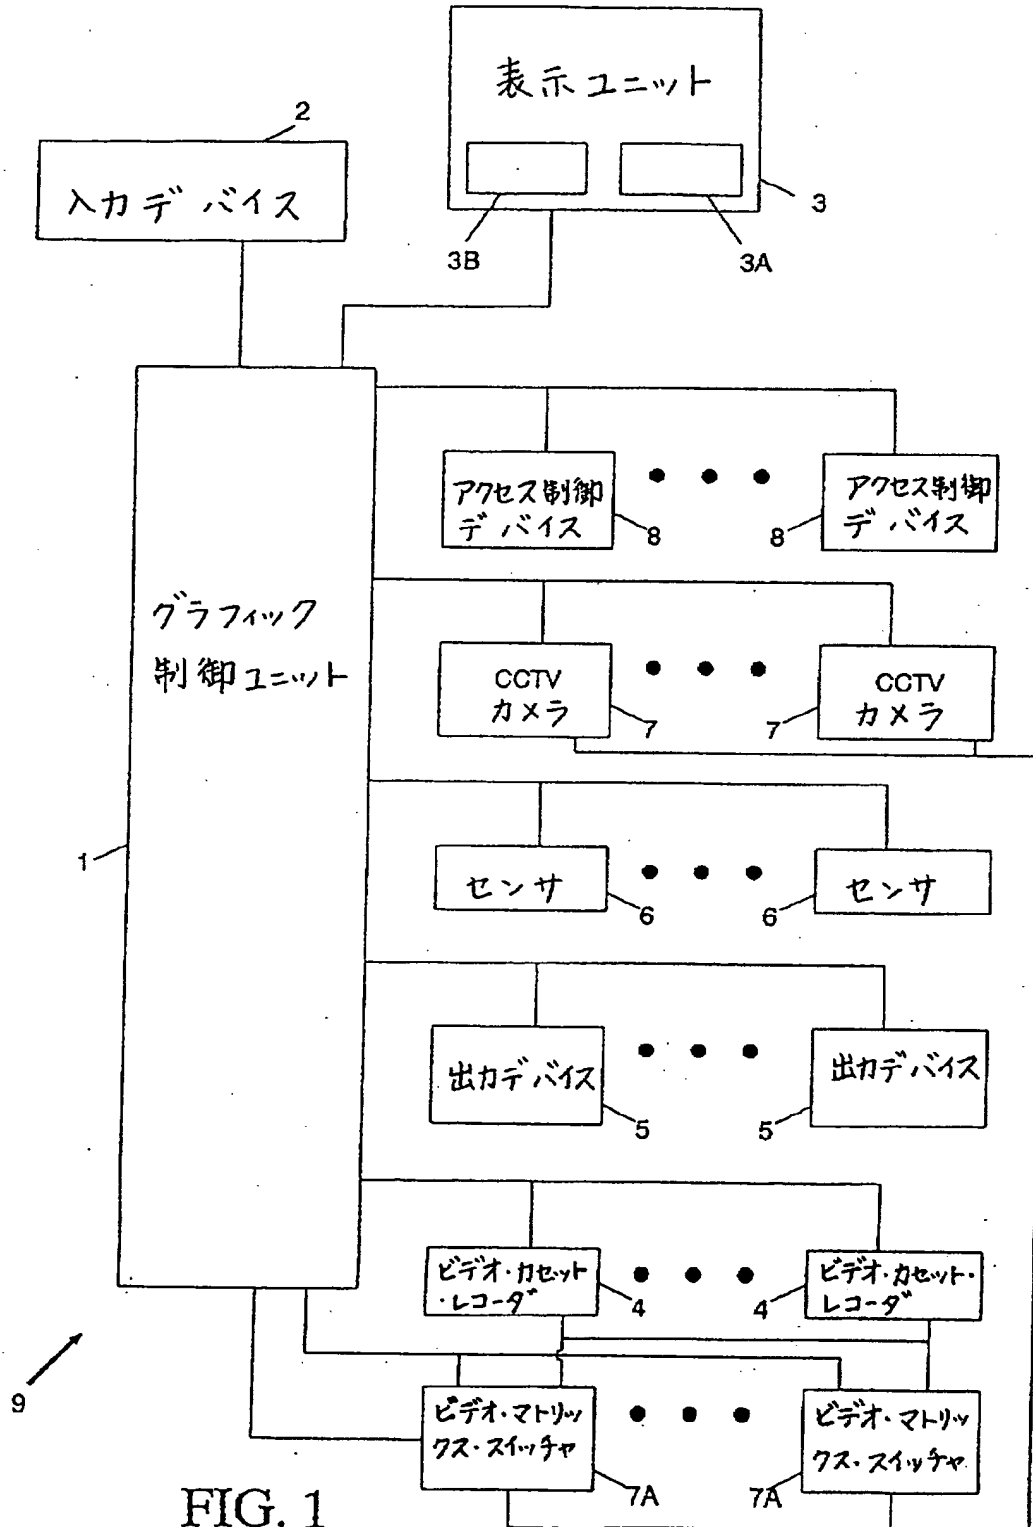 表示ユニット
2
入力デバイス
3
3B
3A
アクセス制御
デバイス
アクセス制御
デバイス
8
8
グラフィック
制御ユニット
CCTV
カメラ
CCTV
カメラ
7
7
1
センサ
センサ
6
6
出力デバイス
出力デバイス
5
5
ビデオ・カセット・
・レコーダ
ビデオ・カセット・
レコーダ
4
4
9
ビデオ・マトリッ
クス・スイッチャ
ビデオ・マトリッ
クス・スイッチャ
7A
7A
FIG. 1